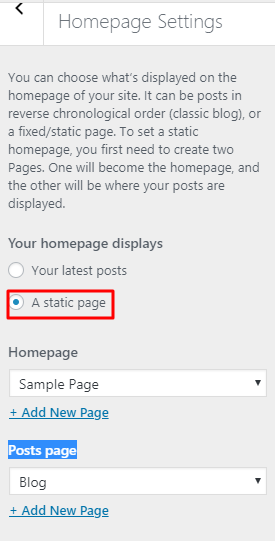 Homepage Settings
You can choose what's displayed on the
homepage of your site. It can be posts in
reverse chronological order (classic blog), or
a fixed/static page. To set a static
homepage, you first need to create two
Pages. One will become the homepage, and
the other will be where your posts are
displayed.
Your homepage displays
Your latest posts
A static page
Homepage
Sample Page
+ Add New Page
Posts page
Blog
+ Add New Page